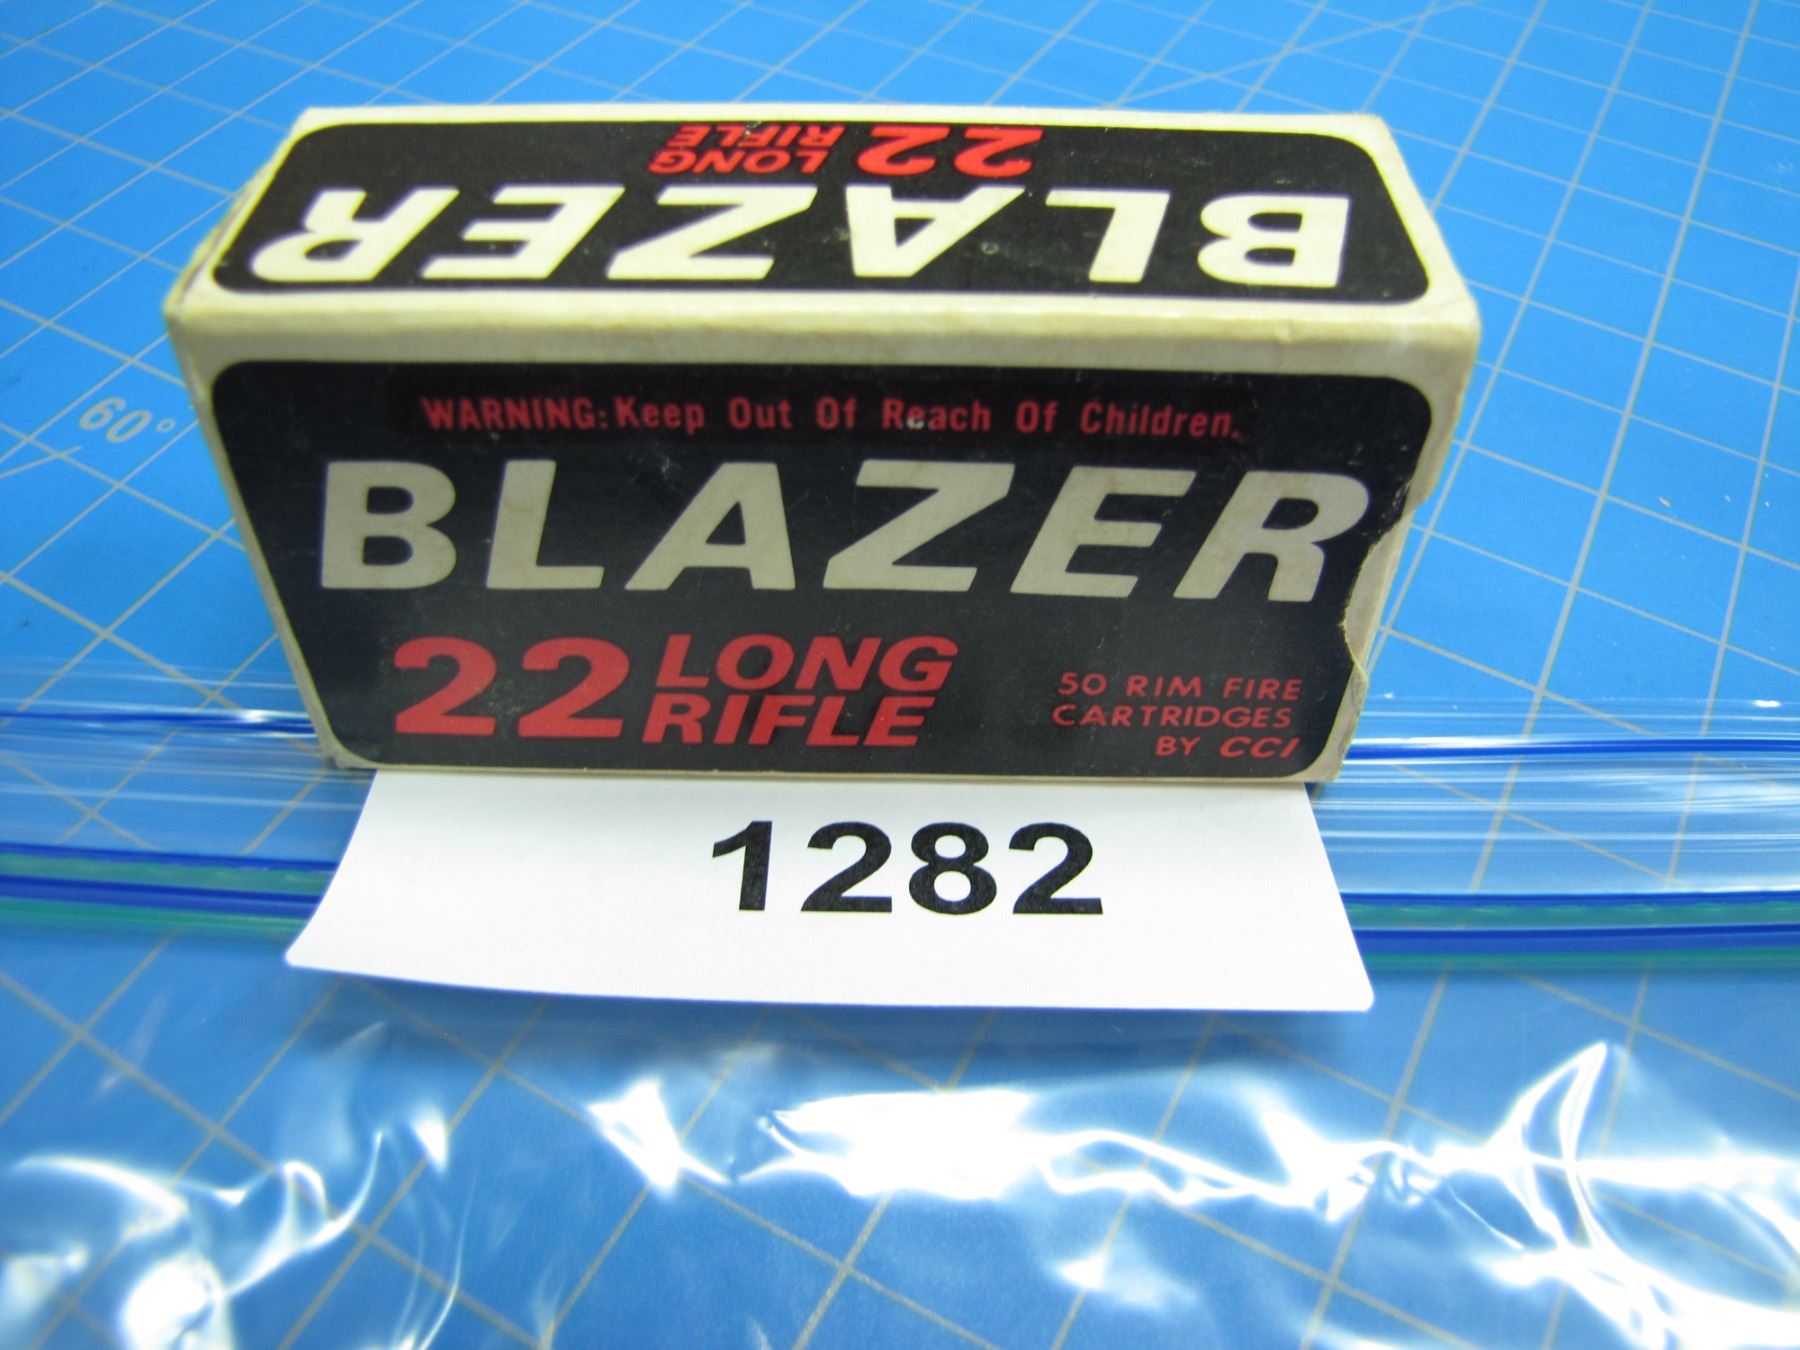 BLAZER
22 LONG RIFLE
WARNING: Keep Out Of Reach Of Children.
BLAZER
22 LONG RIFLE
50 RIM FIRE
CARTRIDGES
BY CCI
1282
60°